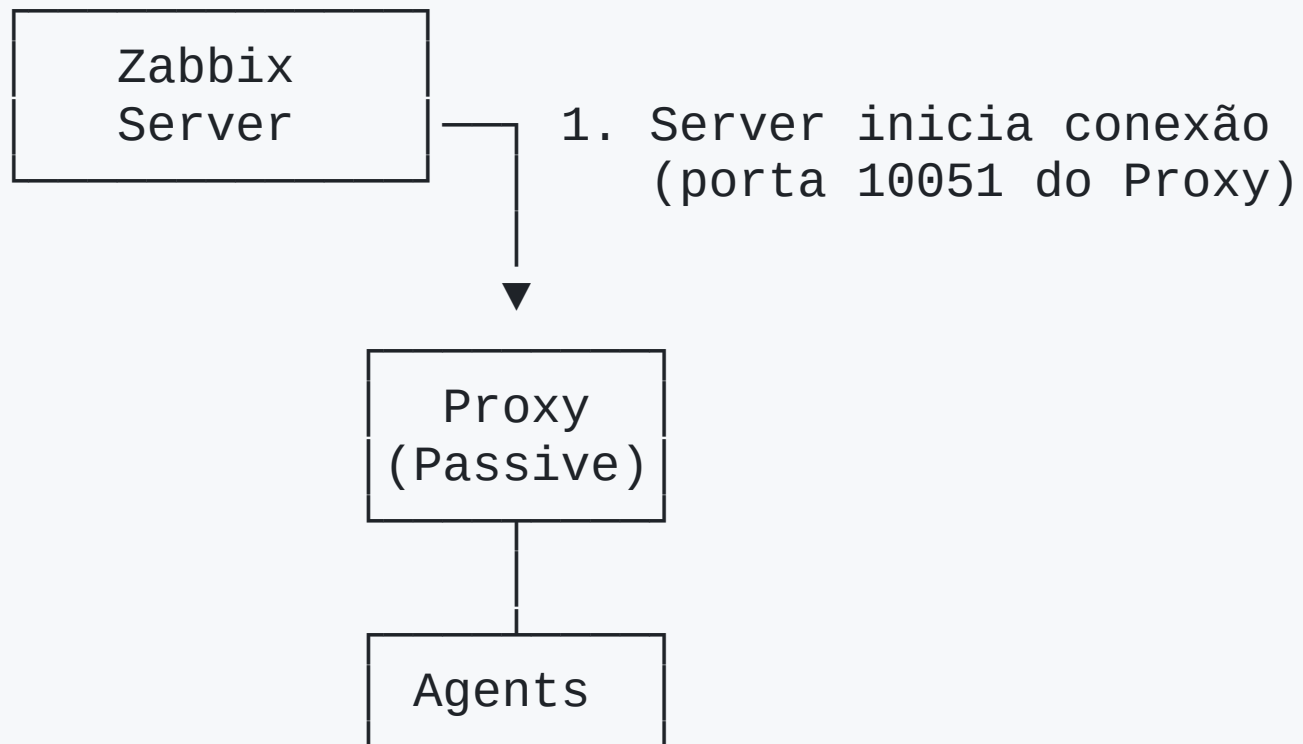 Zabbix
Server
1. Server inicia conexão
(porta 10051 do Proxy)
Proxy
(Passive)
Agents